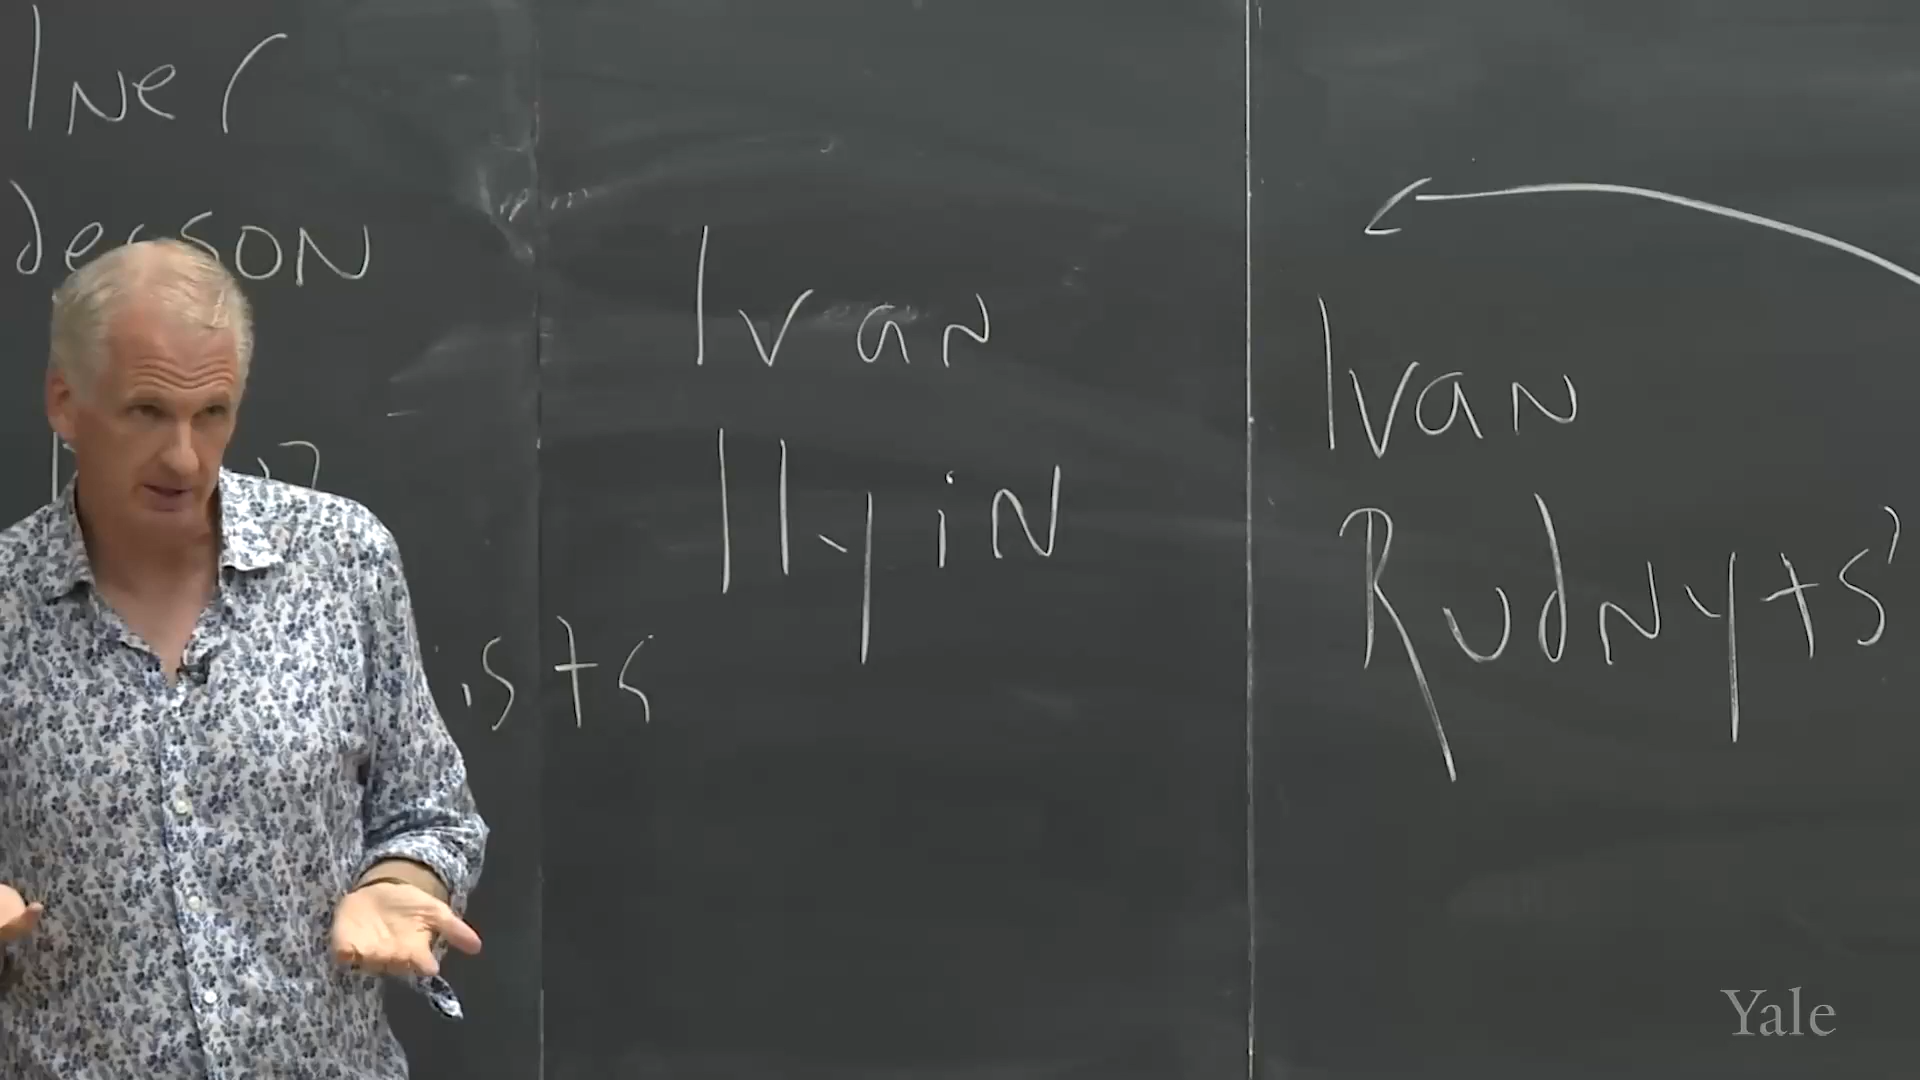 Iner
derson
ists
Ivan
Ilyin
Ivan
Rudnyts'
Yale